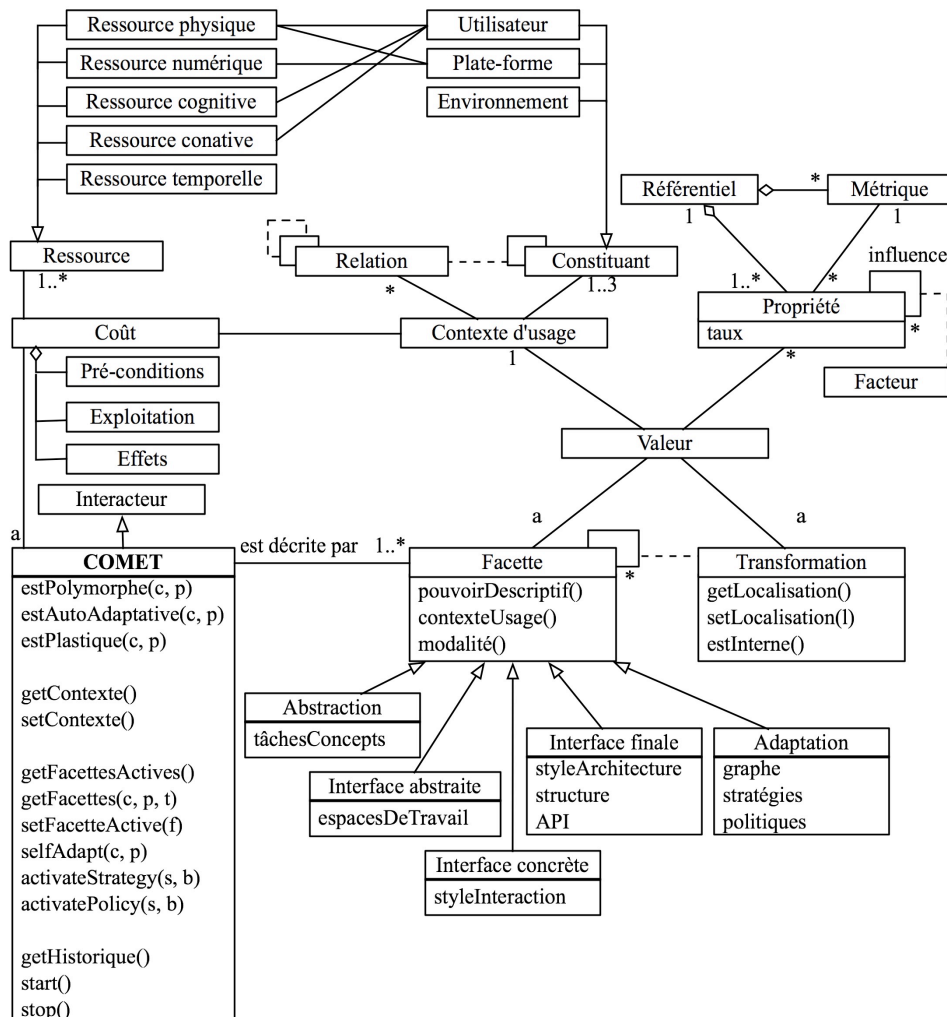 Ressource physique
Utilisateur
Ressource numérique
Plate-forme
Ressource cognitive
Environnement
Ressource conative
Ressource temporelle
Référentiel
*
Métrique
1
1
influence
Ressource
1..*
Relation
*
Constituant
1..3
1..*
*
Propriété
taux
*
*
Coût
Contexte d'usage
1
Pré-conditions
Facteur
Exploitation
Effets
Valeur
Interacteur
a
a
a
est décrite par 1..*
COMET
estPolymorphe(c, p)
estAutoAdaptative(c, p)
estPlastique(c, p)
getContexte()
setContexte()
getFacettesActives()
getFacettes(c, p, t)
setFacetteActive(f)
selfAdapt(c, p)
activateStrategy(s, b)
activatePolicy(s, b)
getHistorique()
start()
stop()
Facette
*
pouvoirDescriptif()
contexteUsage()
modalité()
Transformation
getLocalisation()
setLocalisation(l)
estInterne()
Abstraction
tâchesConcepts
Interface abstraite
espacesDeTravail
Interface concrète
styleInteraction
Interface finale
styleArchitecture
structure
API
Adaptation
graphe
stratégies
politiques